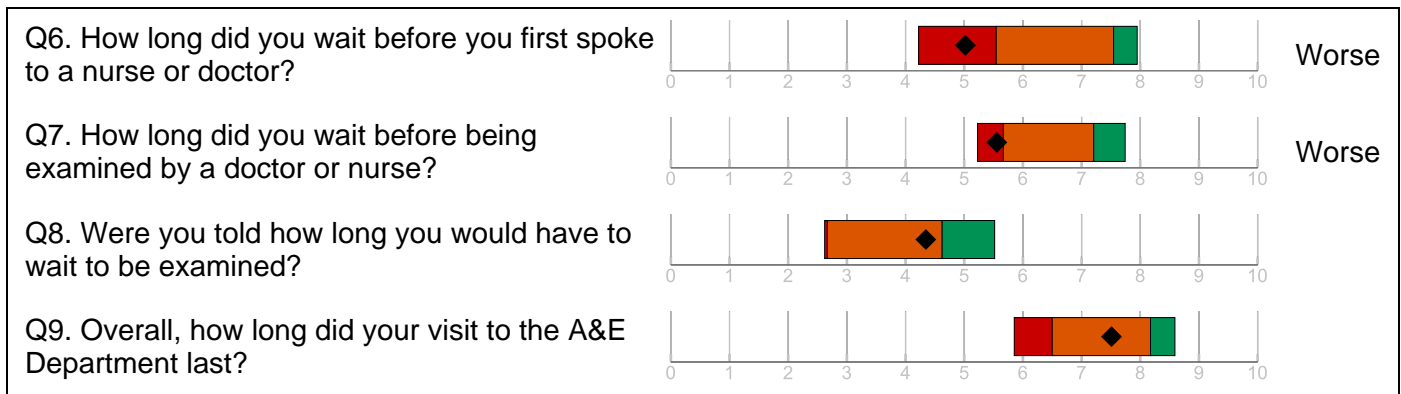 Q6. How long did you wait before you first spoke
to a nurse or doctor?
0 1 2 3 4 5 6 7 8 9 10
Worse
Q7. How long did you wait before being
examined by a doctor or nurse?
0 1 2 3 4 5 6 7 8 9 10
Worse
Q8. Were you told how long you would have to
wait to be examined?
0 1 2 3 4 5 6 7 8 9 10
Q9. Overall, how long did your visit to the A&E
Department last?
0 1 2 3 4 5 6 7 8 9 10